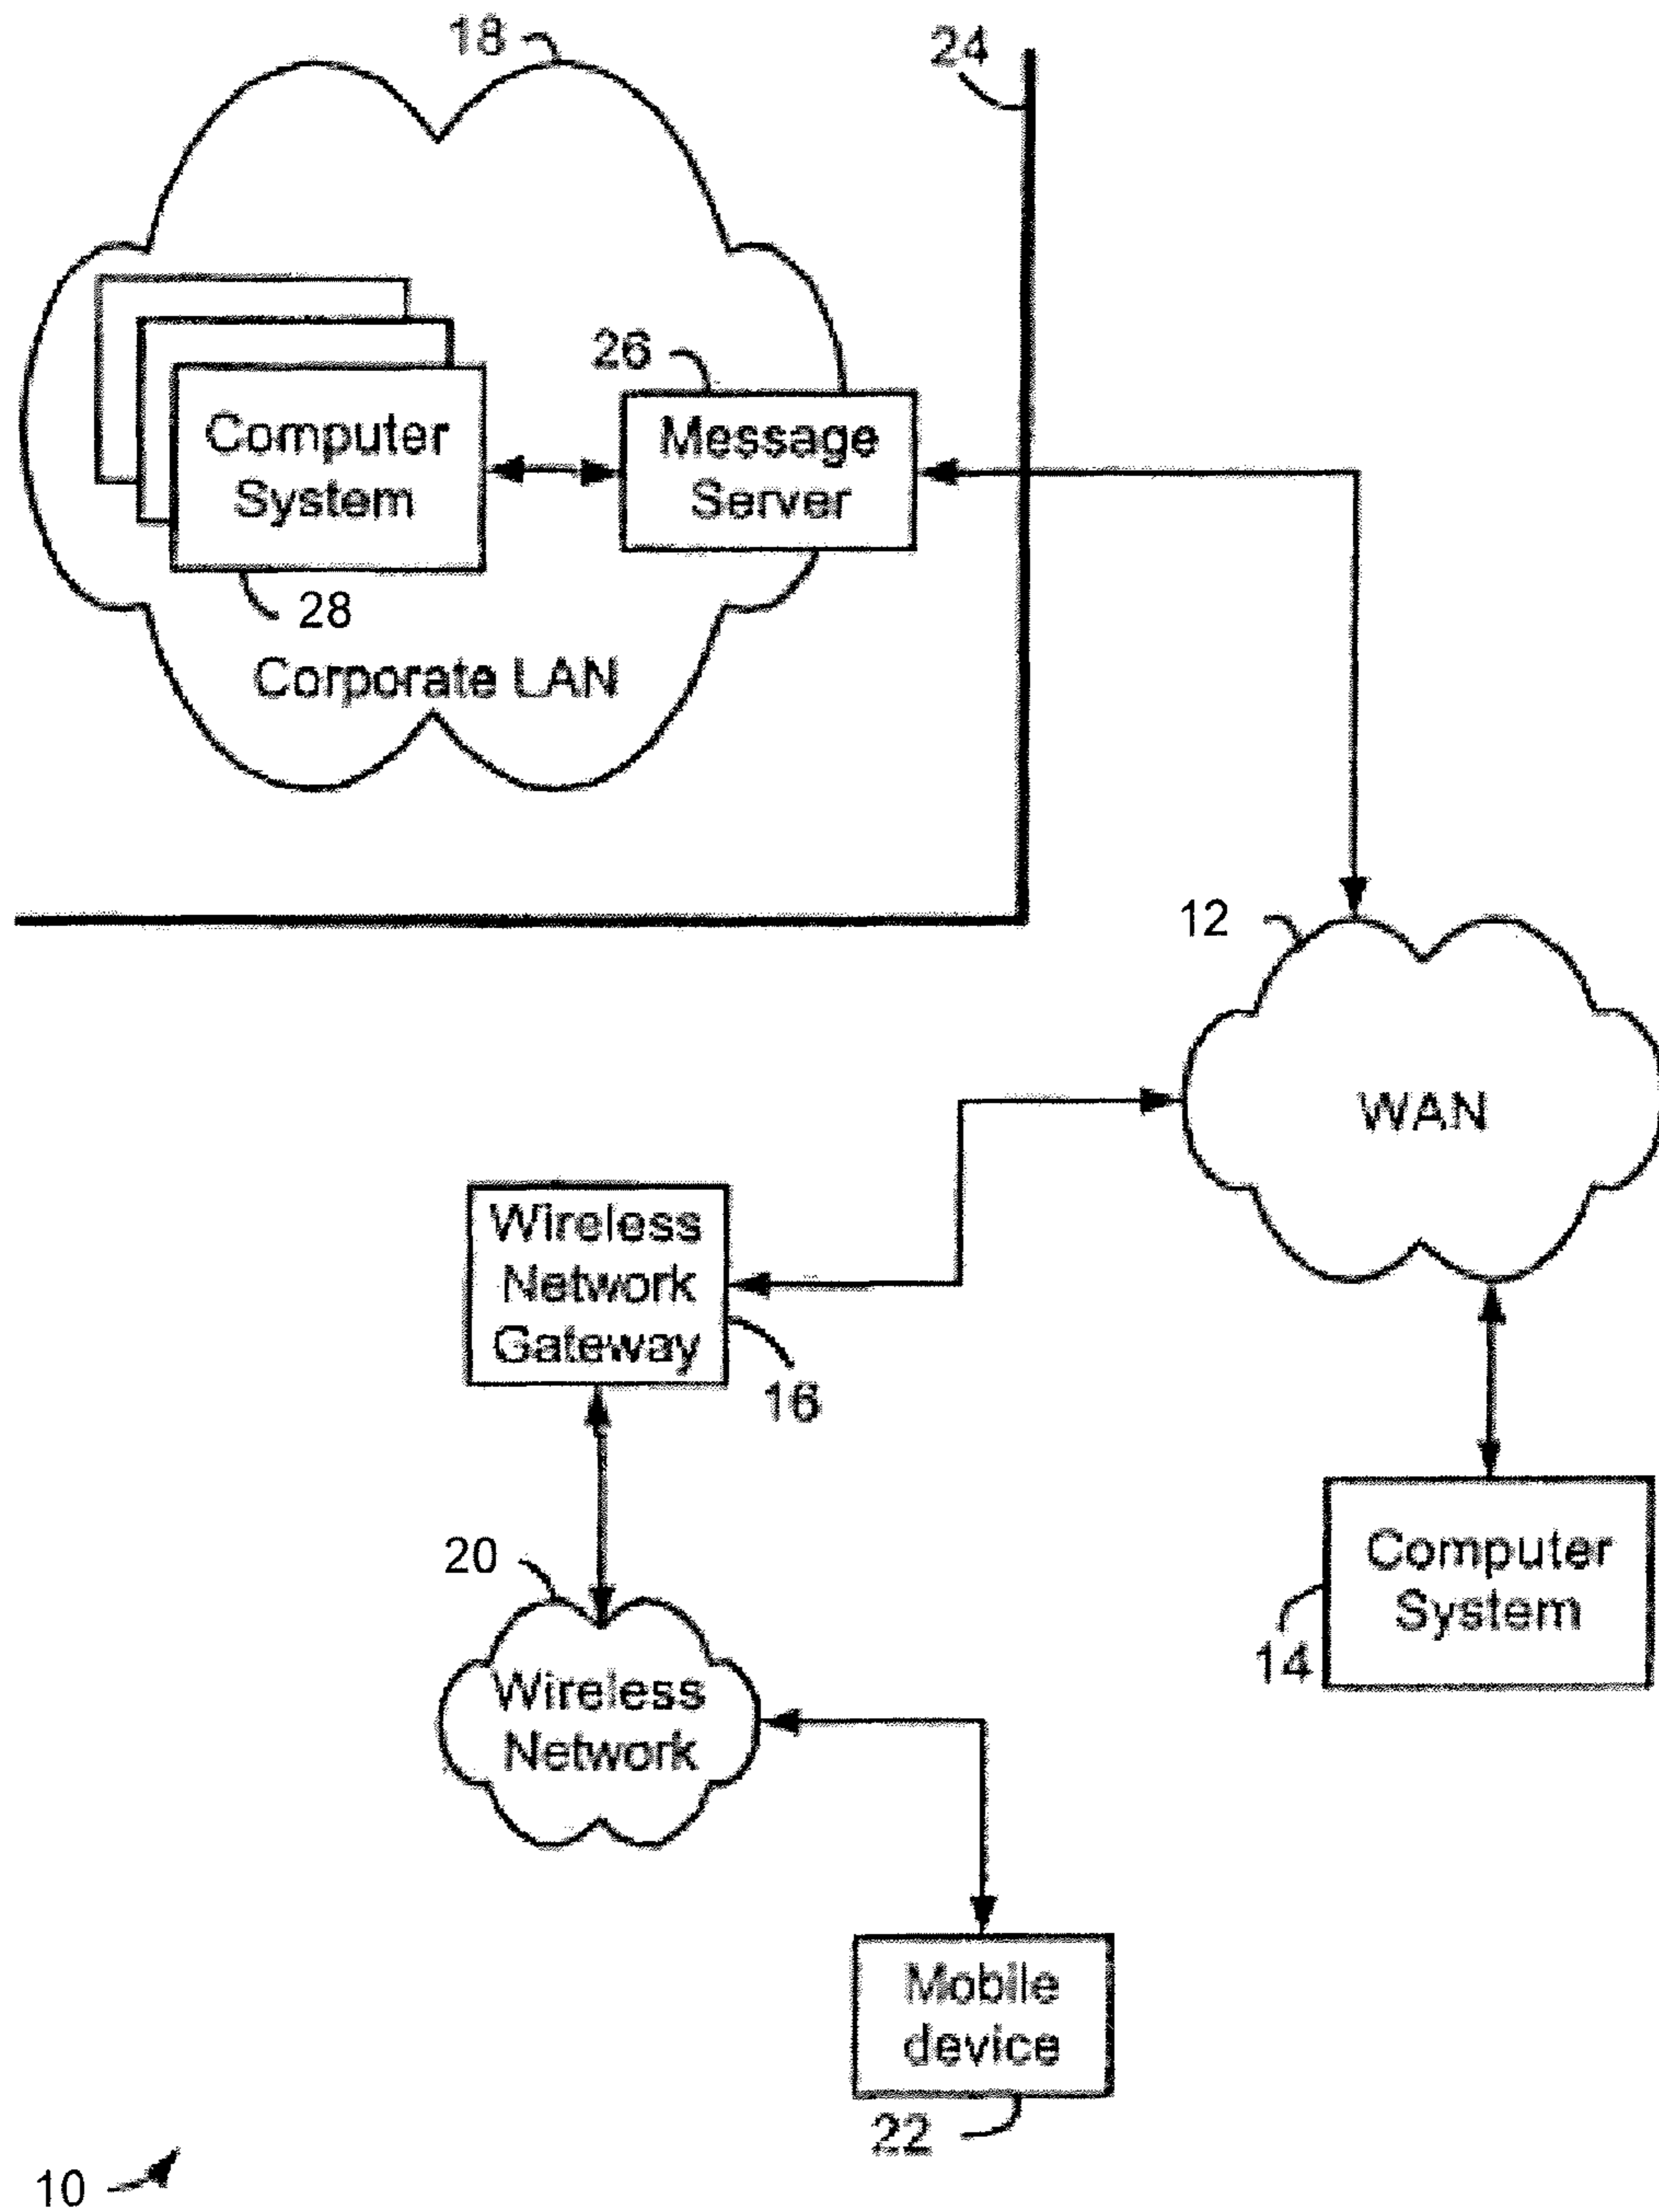 18
24
26
Computer
System
Message
Server
28
Corporate LAN
12
WAN
Wireless
Network
Gateway
16
20
Computer
System
14
Wireless
Network
Mobile
device
22
10